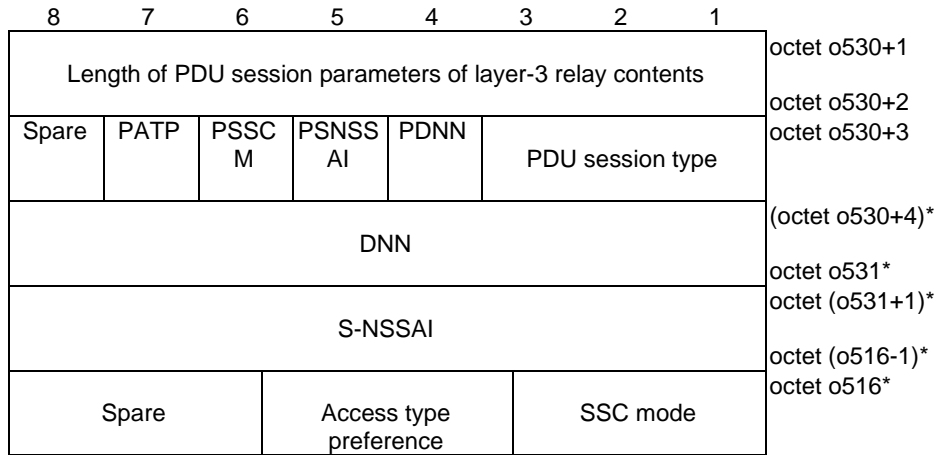 8 7 6 5 4 3 2 1
Length of PDU session parameters of layer-3 relay contents
octet o530+1
octet o530+2
Spare PATP PSSC PSNSS PDNN PDU session type octet o530+3
M AI
DNN
(octet o530+4)*
octet o531*
S-NSSAI
octet (o531+1)*
octet (o516-1)*
Spare Access type SSC mode octet o516*
preference